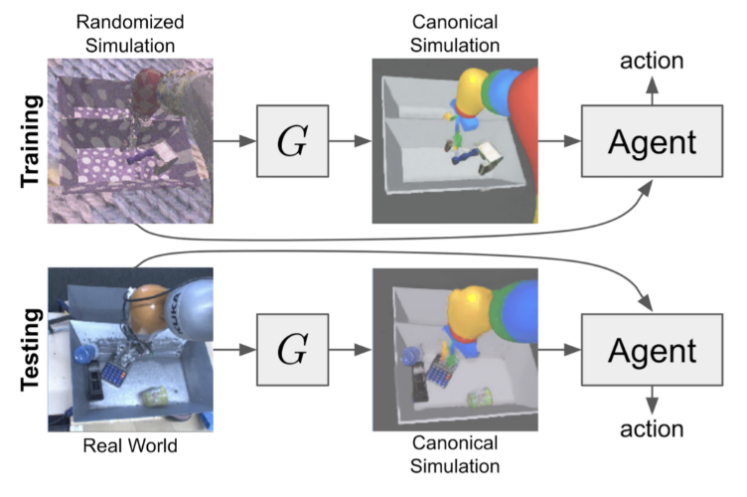 Randomized
Simulation
Canonical
Simulation
Training
G
action
Agent
Testing
KUKA
G
Agent
Real World
Canonical
Simulation
action